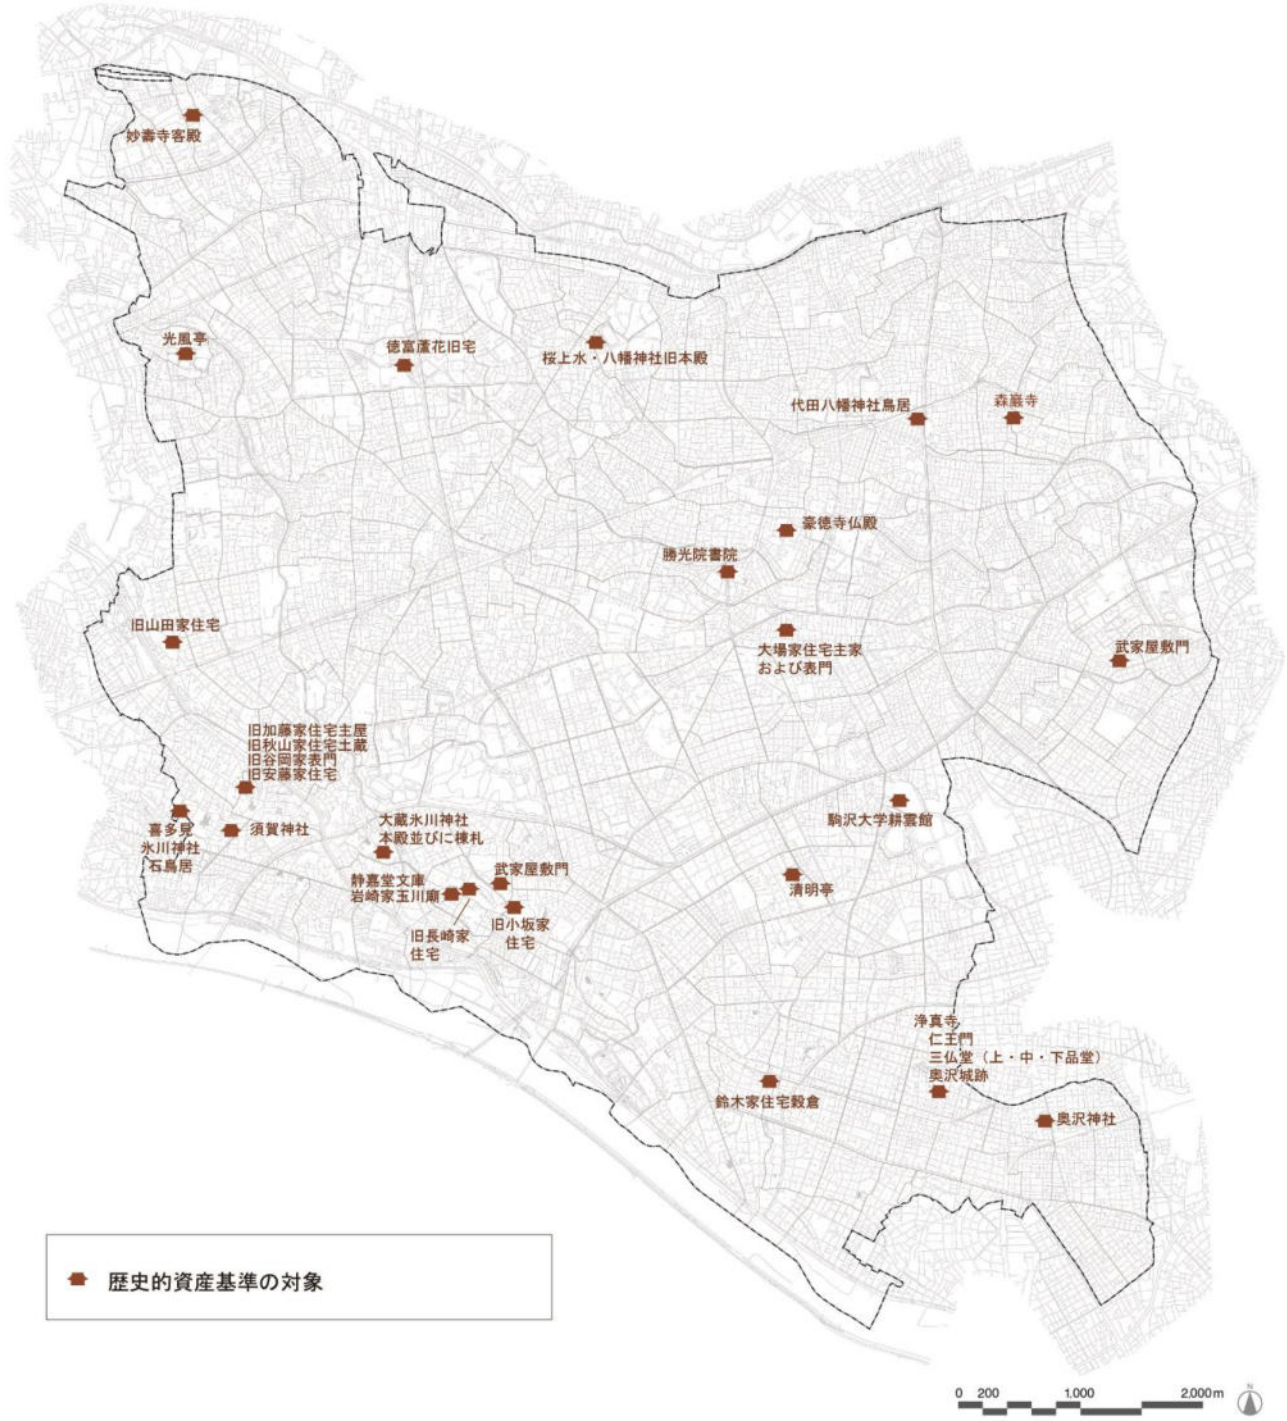 妙壽寺客殿
光風亭
徳富蘆花旧宅
桜上水・八幡神社旧本殿
代田八幡神社鳥居
森巌寺
豪徳寺仏殿
勝光院書院
旧山田家住宅
大場家住宅主家
および表門
武家屋敷門
旧加藤家住宅主屋
旧秋山家住宅土蔵
旧谷岡家表門
旧安藤家住宅
喜多見
氷川神社
石鳥居
須賀神社
大蔵氷川神社
本殿並びに棟札
駒沢大学耕雲館
静嘉堂文庫
岩崎家玉川廟
武家屋敷門
清明亭
旧長崎家
住宅
旧小坂家
住宅
浄真寺
仁王門
三仏堂（上・中・下品堂）
奥沢城跡
鈴木家住宅穀倉
奥沢神社
歴史的資産基準の対象
0 200 1,000 2,000m
N